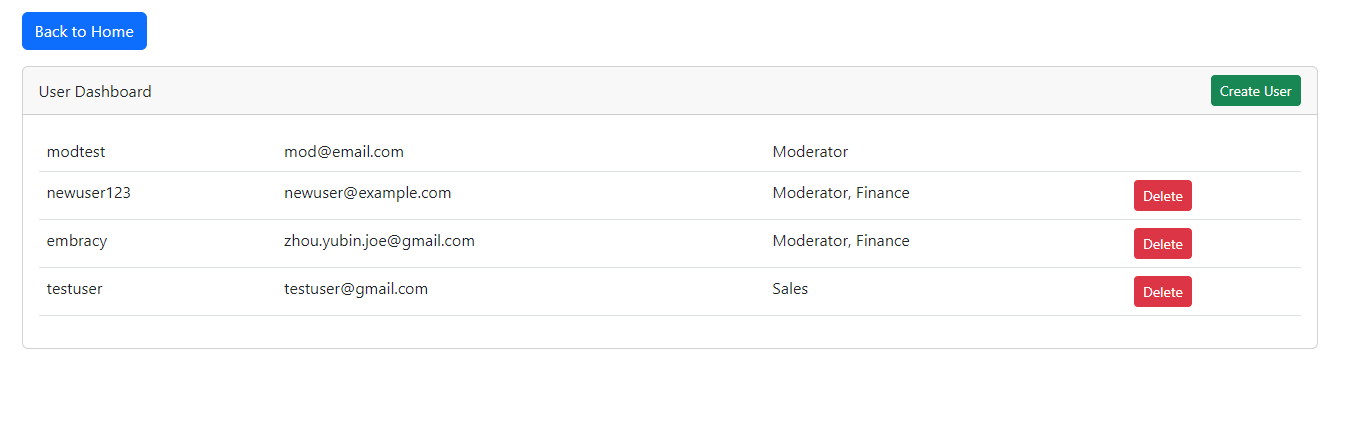 Back to Home
User Dashboard Create User
modtest mod@email.com Moderator
newuser123 newuser@example.com Moderator, Finance Delete
embracy zhou.yubin.joe@gmail.com Moderator, Finance Delete
testuser testuser@gmail.com Sales Delete